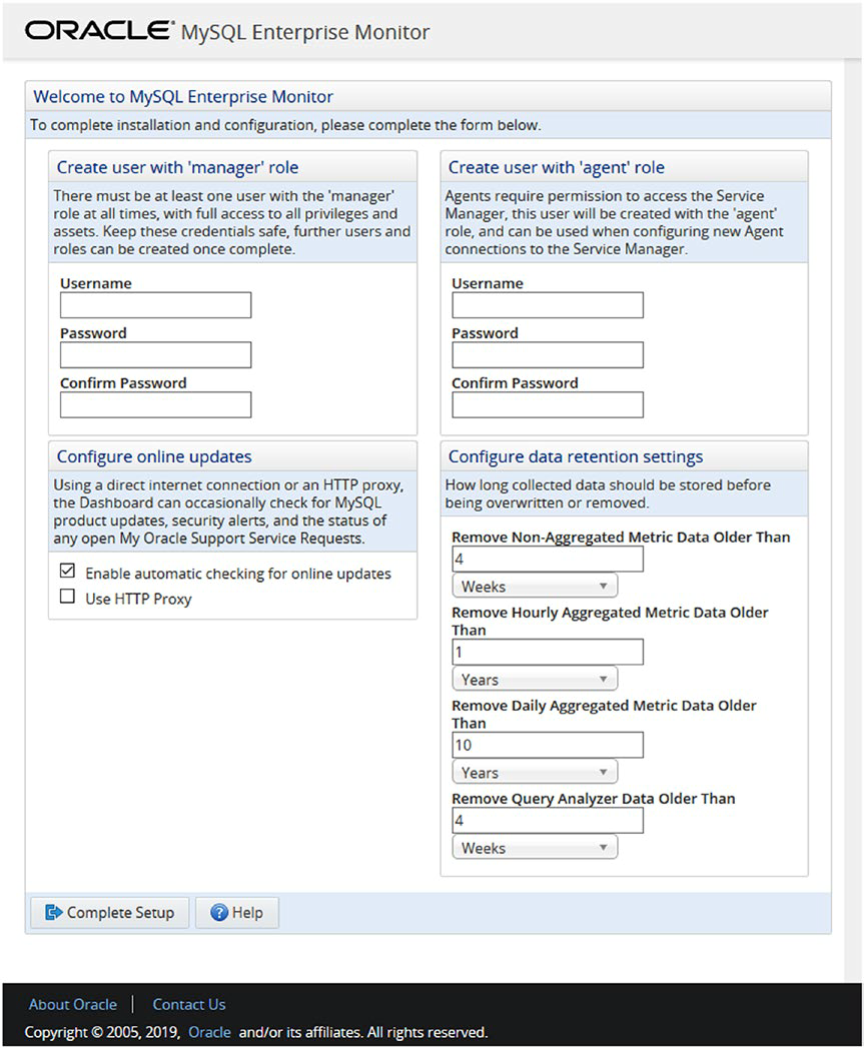 ORACLE® MySQL Enterprise Monitor
Welcome to MySQL Enterprise Monitor
To complete installation and configuration, please complete the form below.
Create user with 'manager' role
There must be at least one user with the 'manager'
role at all times, with full access to all privileges and
assets. Keep these credentials safe, further users and
roles can be created once complete.
Username
Password
Confirm Password
Create user with 'agent' role
Agents require permission to access the Service
Manager, this user will be created with the 'agent'
role, and can be used when configuring new Agent
connections to the Service Manager.
Username
Password
Confirm Password
Configure online updates
Using a direct internet connection or an HTTP proxy,
the Dashboard can occasionally check for MySQL
product updates, security alerts, and the status of
any open My Oracle Support Service Requests.
Enable automatic checking for online updates
Use HTTP Proxy
Configure data retention settings
How long collected data should be stored before
being overwritten or removed.
Remove Non-Aggregated Metric Data Older Than
4
Weeks
Remove Hourly Aggregated Metric Data Older
Than
1
Years
Remove Daily Aggregated Metric Data Older
Than
10
Years
Remove Query Analyzer Data Older Than
4
Weeks
Complete Setup
? Help
About Oracle | Contact Us
Copyright © 2005, 2019, Oracle and/or its affiliates. All rights reserved.